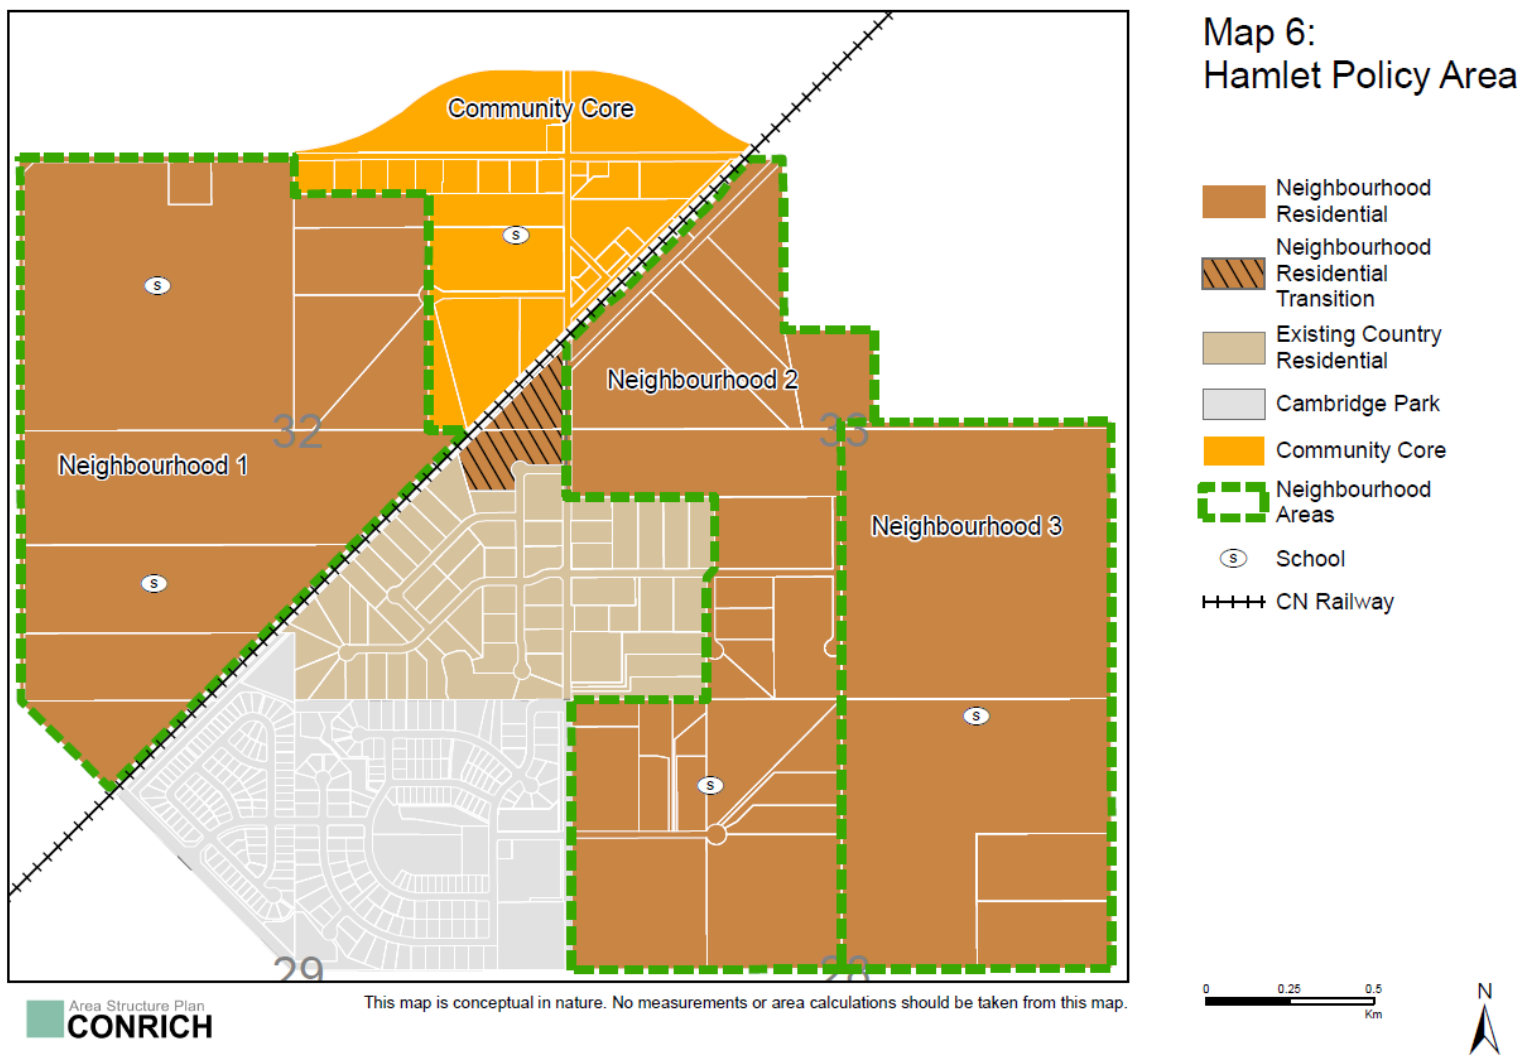 Map 6:
Hamlet Policy Area
Community Core
S
S
Neighbourhood 2
32
33
Neighbourhood 1
Neighbourhood 3
S
S
S
29
28
Neighbourhood
Residential
Neighbourhood
Residential
Transition
Existing Country
Residential
Cambridge Park
Community Core
Neighbourhood
Areas
S
School
CN Railway
Area Structure Plan
CONRICH
This map is conceptual in nature. No measurements or area calculations should be taken from this map.
0 0.25 0.5
Km
N